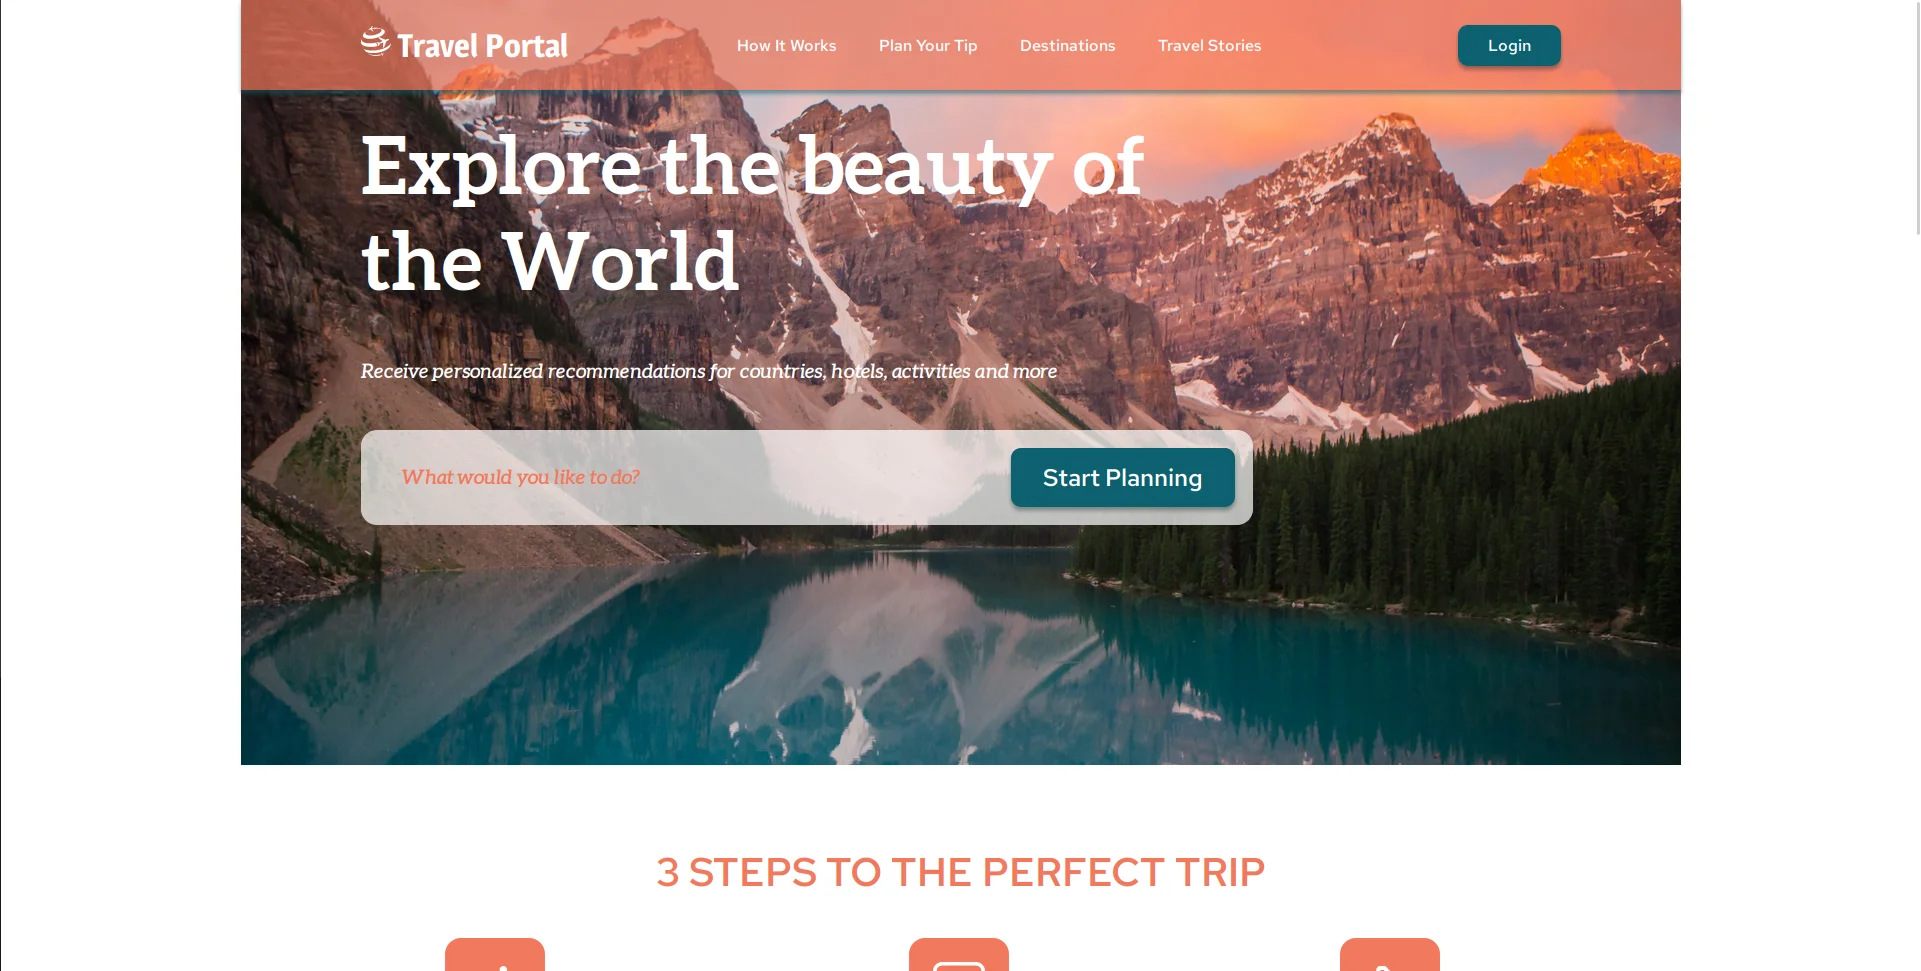 Travel Portal
How It Works
Plan Your Tip
Destinations
Travel Stories
Login
Explore the beauty of
the World
Receive personalized recommendations for countries, hotels, activities and more
What would you like to do?
Start Planning
3 STEPS TO THE PERFECT TRIP